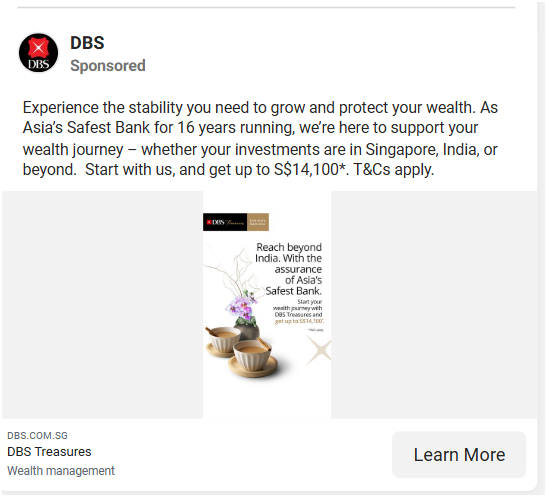 DBS
Sponsored
Experience the stability you need to grow and protect your wealth. As
Asia's Safest Bank for 16 years running, we're here to support your
wealth journey – whether your investments are in Singapore, India, or
beyond.  Start with us, and get up to S$14,100*. T&Cs apply.
DBS Treasures
Reach beyond
India. With the
assurance
of Asia's
Safest Bank.
Start your
wealth journey with
DBS Treasures and
get up to S$14,100*.
DBS.COM.SG
DBS Treasures
Wealth management
Learn More
DBS